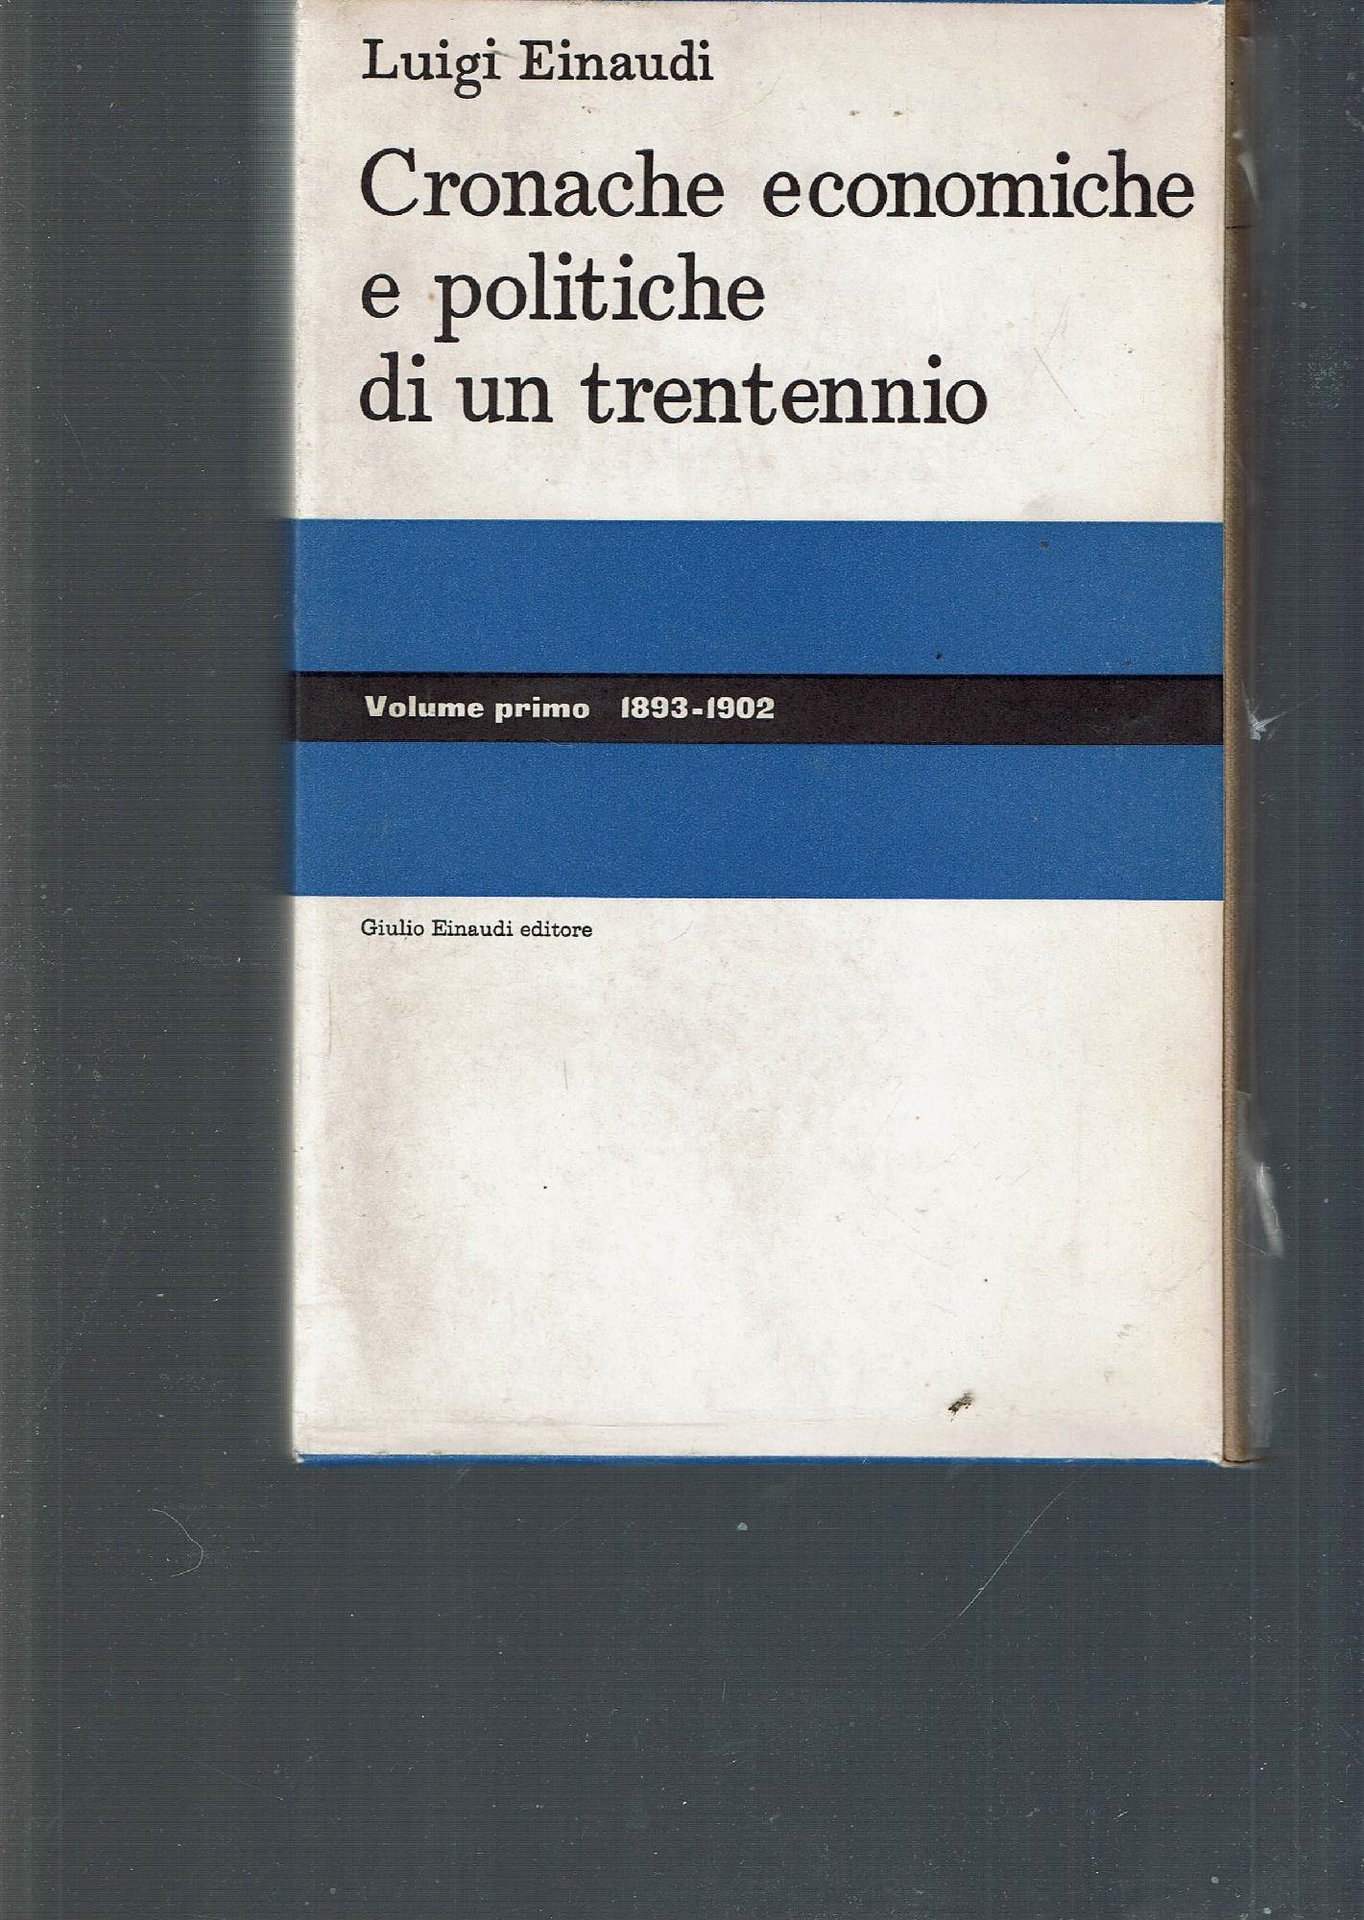 Luigi Einaudi
Cronache economiche
e politiche
di un trentennio
Volume primo 1893-1902
Giulio Einaudi editore